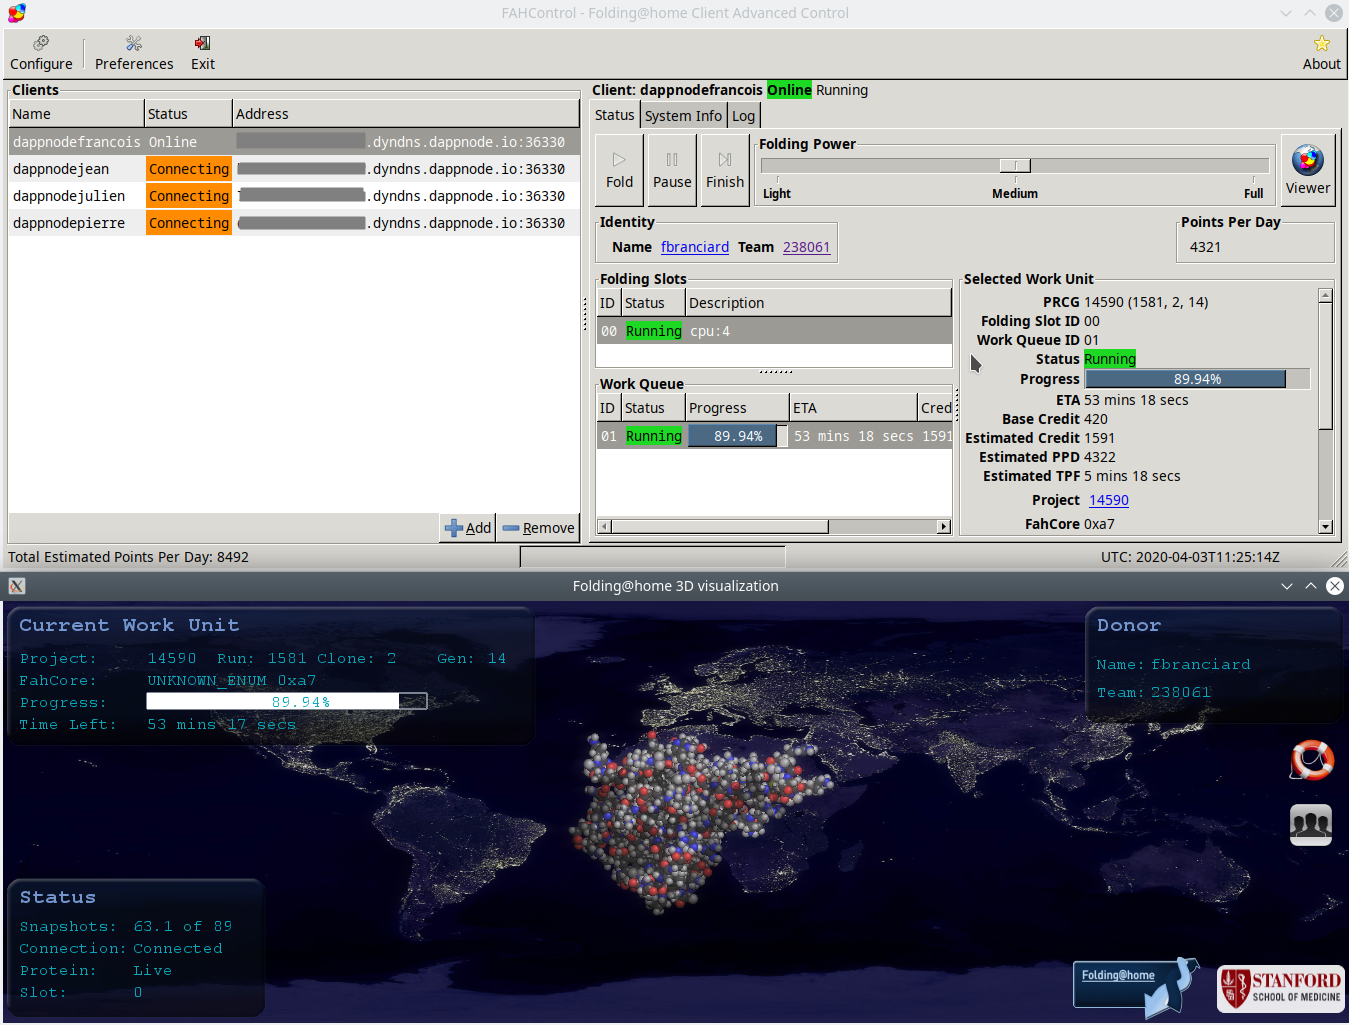 FAHControl - Folding@home Client Advanced Control
Configure Preferences Exit About
Clients
Name Status Address
dappnodefrancois Online .dyndns.dappnode.io:36330
dappnodejean Connecting .dyndns.dappnode.io:36330
dappnodejulien Connecting .dyndns.dappnode.io:36330
dappnodepierre Connecting .dyndns.dappnode.io:36330
Add Remove
Client: dappnodefrancois Online Running
Status System Info Log
Fold Pause Finish
Folding Power
Light Medium Full
Viewer
Identity
Name fbranciard Team 238061
Points Per Day
4321
Folding Slots
ID Status Description
00 Running cpu:4
Work Queue
ID Status Progress ETA Cred
01 Running 89.94% 53 mins 18 secs 1591
Selected Work Unit
PRCG 14590 (1581, 2, 14)
Folding Slot ID 00
Work Queue ID 01
Status Running
Progress 89.94%
ETA 53 mins 18 secs
Base Credit 420
Estimated Credit 1591
Estimated PPD 4322
Estimated TPF 5 mins 18 secs
Project 14590
FahCore 0xa7
Total Estimated Points Per Day: 8492 UTC: 2020-04-03T11:25:14Z
Folding@home 3D visualization
Current Work Unit
Project: 14590 Run: 1581 Clone: 2 Gen: 14
FahCore: UNKNOWN_ENUM 0xa7
Progress: 89.94%
Time Left: 53 mins 17 secs
Donor
Name: fbranciard
Team: 238061
Status
Snapshots: 63.1 of 89
Connection: Connected
Protein: Live
Slot: 0
Folding@home
STANFORD
SCHOOL OF MEDICINE